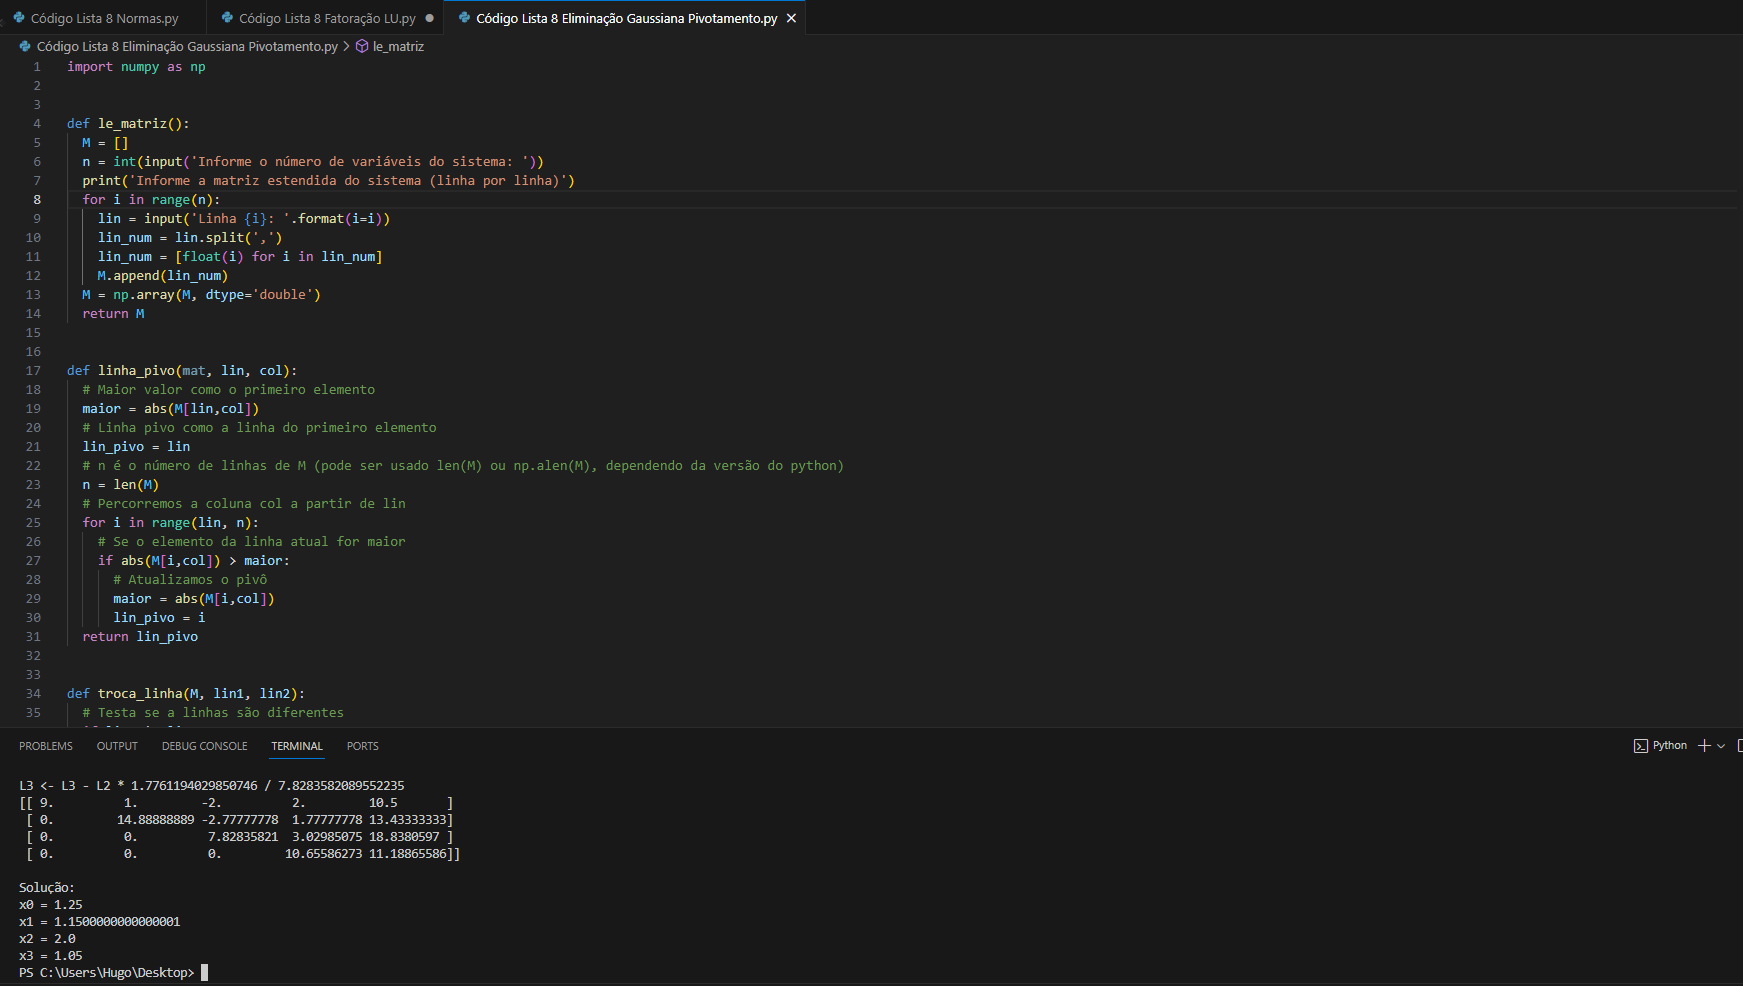 Código Lista 8 Normas.py
Código Lista 8 Fatoração LU.py
Código Lista 8 Eliminação Gaussiana Pivotamento.py
Código Lista 8 Eliminação Gaussiana Pivotamento.py > le_matriz
1 import numpy as np
2
3
4 def le_matriz():
5 M = []
6 n = int(input('Informe o número de variáveis do sistema: '))
7 print('Informe a matriz estendida do sistema (linha por linha)')
8 for i in range(n):
9 lin = input('Linha {i}: '.format(i=i))
10 lin_num = lin.split(',')
11 lin_num = [float(i) for i in lin_num]
12 M.append(lin_num)
13 M = np.array(M, dtype='double')
14 return M
15
16
17 def linha_pivo(mat, lin, col):
18 # Maior valor como o primeiro elemento
19 maior = abs(M[lin,col])
20 # Linha pivo como a linha do primeiro elemento
21 lin_pivo = lin
22 # n é o número de linhas de M (pode ser usado len(M) ou np.alen(M), dependendo da versão do python)
23 n = len(M)
24 # Percorremos a coluna col a partir de lin
25 for i in range(lin, n):
26 # Se o elemento da linha atual for maior
27 if abs(M[i,col]) > maior:
28 # Atualizamos o pivô
29 maior = abs(M[i,col])
30 lin_pivo = i
31 return lin_pivo
32
33
34 def troca_linha(M, lin1, lin2):
35 # Testa se a linhas são diferentes
PROBLEMS OUTPUT DEBUG CONSOLE TERMINAL PORTS
Python
L3 <- L3 - L2 * 1.7761194029850746 / 7.8283582089552235
[[ 9. 1. -2. 2. 10.5 ]
[ 0. 14.88888889 -2.77777778 1.77777778 13.43333333]
[ 0. 0. 7.82835821 3.02985075 18.8380597 ]
[ 0. 0. 0. 10.65586273 11.18865586]]
Solução:
x0 = 1.25
x1 = 1.1500000000000001
x2 = 2.0
x3 = 1.05
PS C:\Users\Hugo\Desktop>